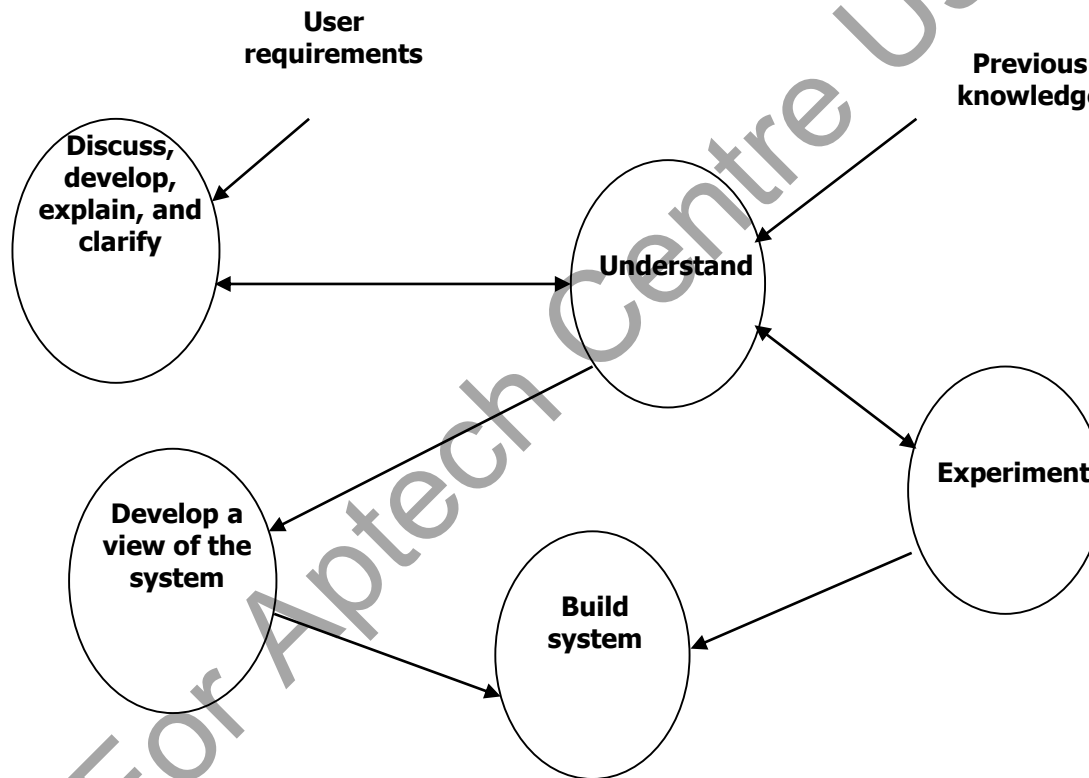 User
requirements
Previous
knowledge
Discuss,
develop,
explain, and
clarify
Understand
Experiment
Develop a
view of the
system
Build
system
For Aptech Centre Us